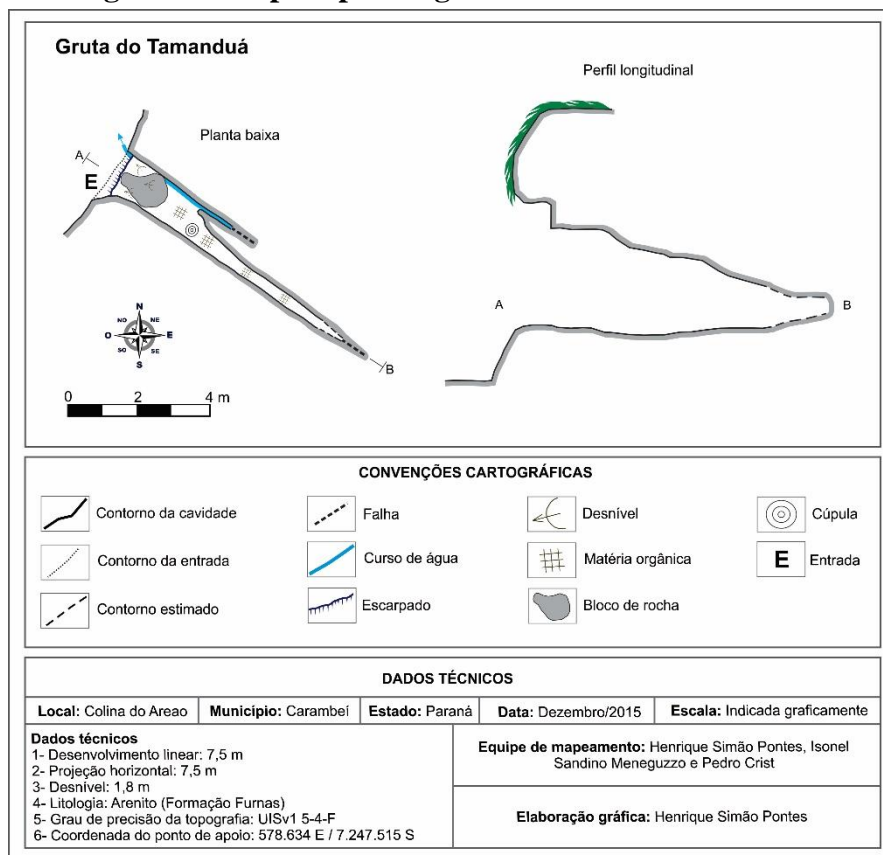 Gruta do Tamanduá
Perfil longitudinal
Planta baixa
A
E
A
B
N
NO
NE
O
E
SO
SE
S
B
0 2 4 m
CONVENÇÕES CARTOGRÁFICAS
Contorno da cavidade
Falha
Desnível
Cúpula
Contorno da entrada
Curso de água
Matéria orgânica
E
Entrada
Contorno estimado
Escarpado
Bloco de rocha
DADOS TÉCNICOS
Local: Colina do Areao
Município: Carambeí
Estado: Paraná
Data: Dezembro/2015
Escala: Indicada graficamente
Dados técnicos
1- Desenvolvimento linear: 7,5 m
2- Projeção horizontal: 7,5 m
3- Desnível: 1,8 m
4- Litologia: Arenito (Formação Furnas)
5- Grau de precisão da topografia: UISv1 5-4-F
6- Coordenada do ponto de apoio: 578.634 E / 7.247.515 S
Equipe de mapeamento: Henrique Simão Pontes, Isonel
Sandino Meneguzzo e Pedro Crist
Elaboração gráfica: Henrique Simão Pontes